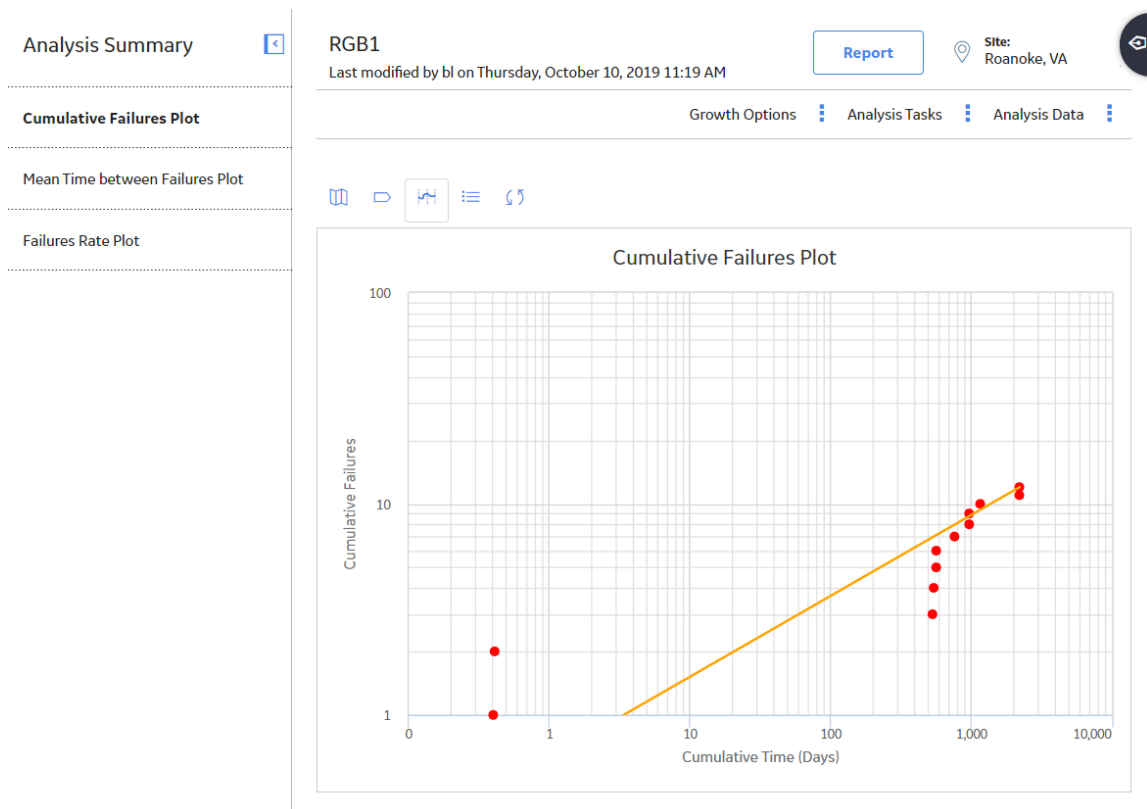 Analysis Summary
Cumulative Failures Plot
Mean Time between Failures Plot
Failures Rate Plot
RGB1
Last modified by bl on Thursday, October 10, 2019 11:19 AM
Report
Site:
Roanoke, VA
Growth Options
Analysis Tasks
Analysis Data
Cumulative Failures Plot
100
10
1
Cumulative Failures
0
1
10
100
1,000
10,000
Cumulative Time (Days)